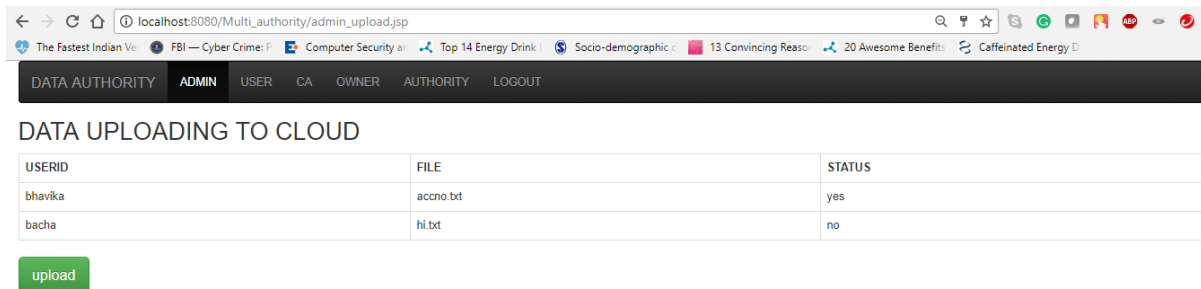 localhost:8080/Multi_authority/admin_upload.jsp
The Fastest Indian Ve FBI — Cyber Crime: P Computer Security an Top 14 Energy Drink I Socio-demographic c 13 Convincing Reaso 20 Awesome Benefits Caffeinated Energy D
DATA AUTHORITY ADMIN USER CA OWNER AUTHORITY LOGOUT
DATA UPLOADING TO CLOUD
USERID FILE STATUS
bhavika accno.txt yes
bacha hi.txt no
upload